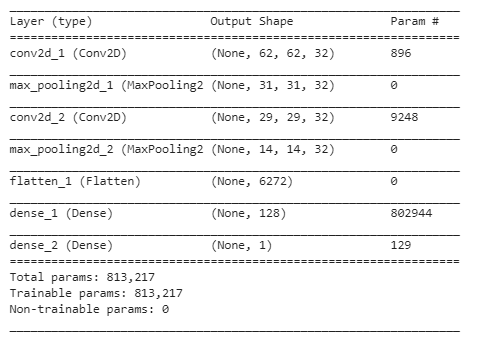 Layer (type) Output Shape Param #
=================================================================
conv2d_1 (Conv2D) (None, 62, 62, 32) 896
max_pooling2d_1 (MaxPooling2 (None, 31, 31, 32) 0
conv2d_2 (Conv2D) (None, 29, 29, 32) 9248
max_pooling2d_2 (MaxPooling2 (None, 14, 14, 32) 0
flatten_1 (Flatten) (None, 6272) 0
dense_1 (Dense) (None, 128) 802944
dense_2 (Dense) (None, 1) 129
=================================================================
Total params: 813,217
Trainable params: 813,217
Non-trainable params: 0